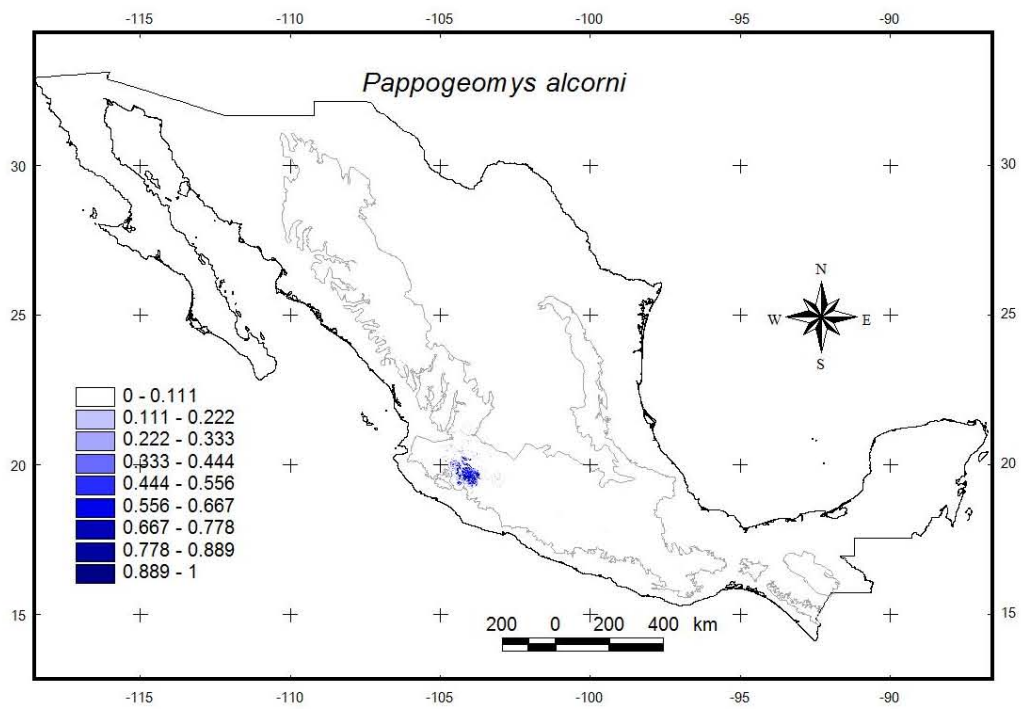 -115 -110 -105 -100 -95 -90
Pappogeomys alcorni
30 30
N
25 W E 25
S
0 - 0.111
0.111 - 0.222
0.222 - 0.333
0.333 - 0.444
0.444 - 0.556
0.556 - 0.667
0.667 - 0.778
0.778 - 0.889
0.889 - 1
20 20
15 15
200 0 200 400 km
-115 -110 -105 -100 -95 -90